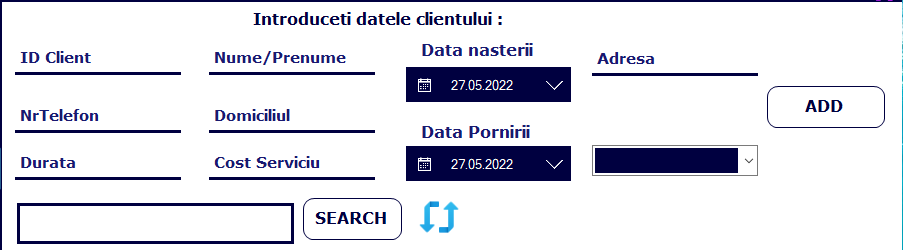 Introduceti datele clientului :
ID Client
Nume/Prenume
Data nasterii
Adresa
27.05.2022
NrTelefon
Domiciliul
ADD
Data Pornirii
Durata
Cost Serviciu
27.05.2022
SEARCH